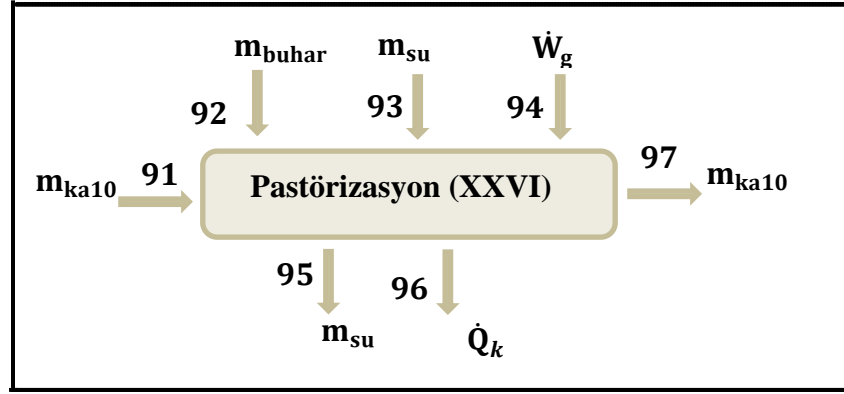 m_buhar m_su Ẇ_g
92 93 94
m_ka10 91 Pastörizasyon (XXVI) 97 m_ka10
95 96
m_su Q̇_k